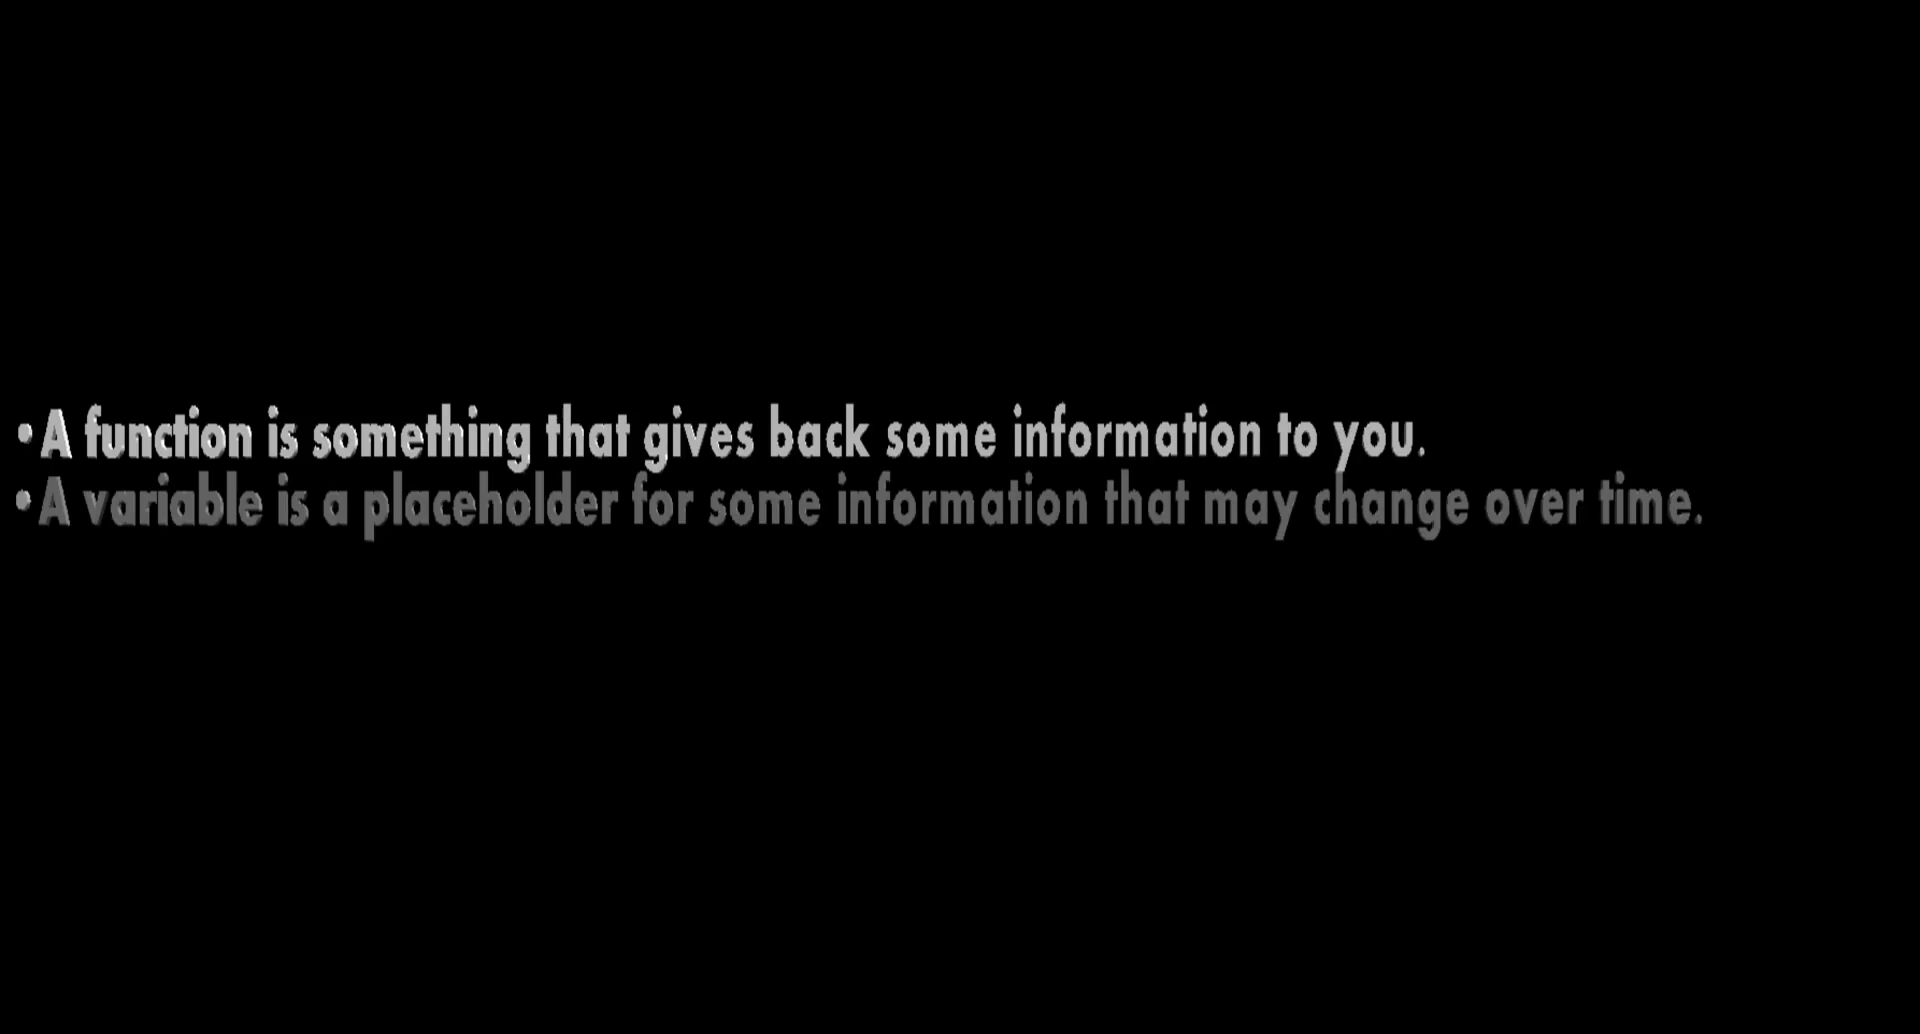 •A function is something that gives back some information to you.
•A variable is a placeholder for some information that may change over time.